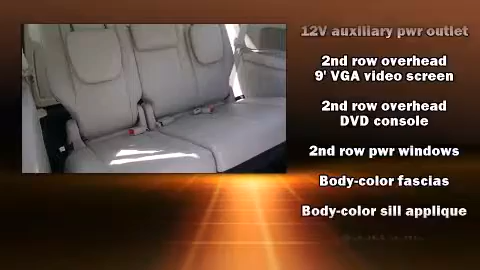 12V auxiliary pwr outlet
2nd row overhead
9' VGA video screen
2nd row overhead
DVD console
2nd row pwr windows
Body-color fascias
Body-color sill applique